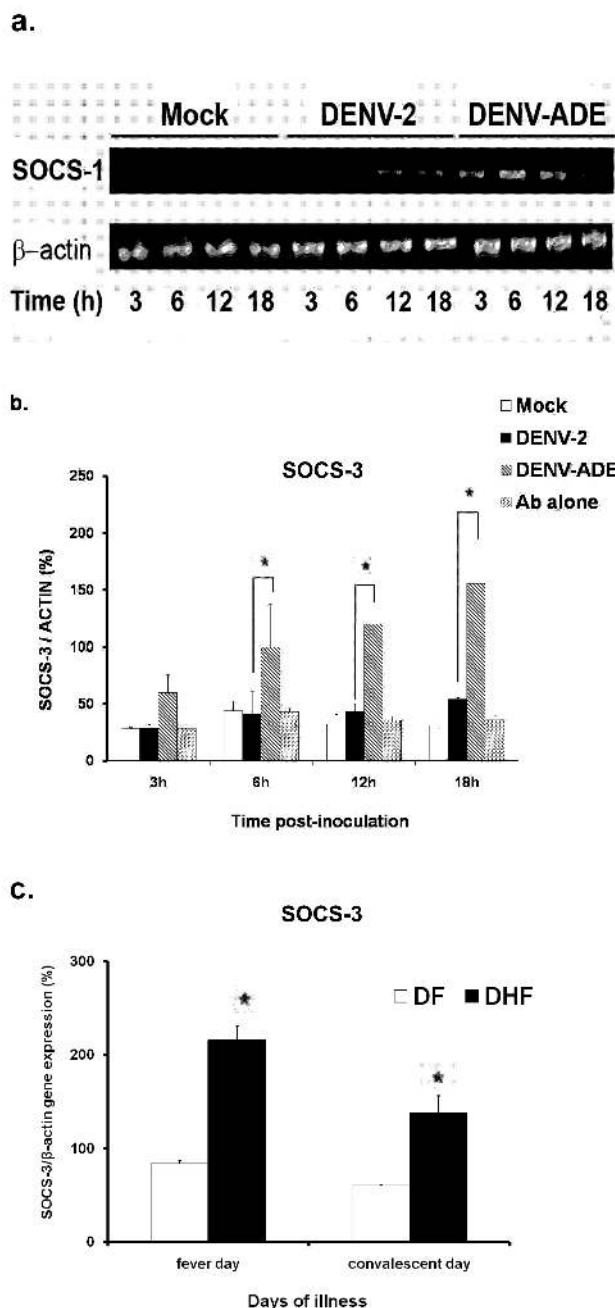 a.
Mock DENV-2 DENV-ADE
SOCS-1
β-actin
Time (h) 3 6 12 18 3 6 12 18 3 6 12 18
b.
Mock
DENV-2
DENV-ADE
Ab alone
SOCS-3
250
200
150
100
50
0
SOCS-3 / ACTIN (%)
* * *
3h 6h 12h 18h
Time post-inoculation
c.
SOCS-3
300
200
100
0
SOCS-3/β-actin gene expression (%)
DF DHF
* *
fever day convalescent day
Days of illness